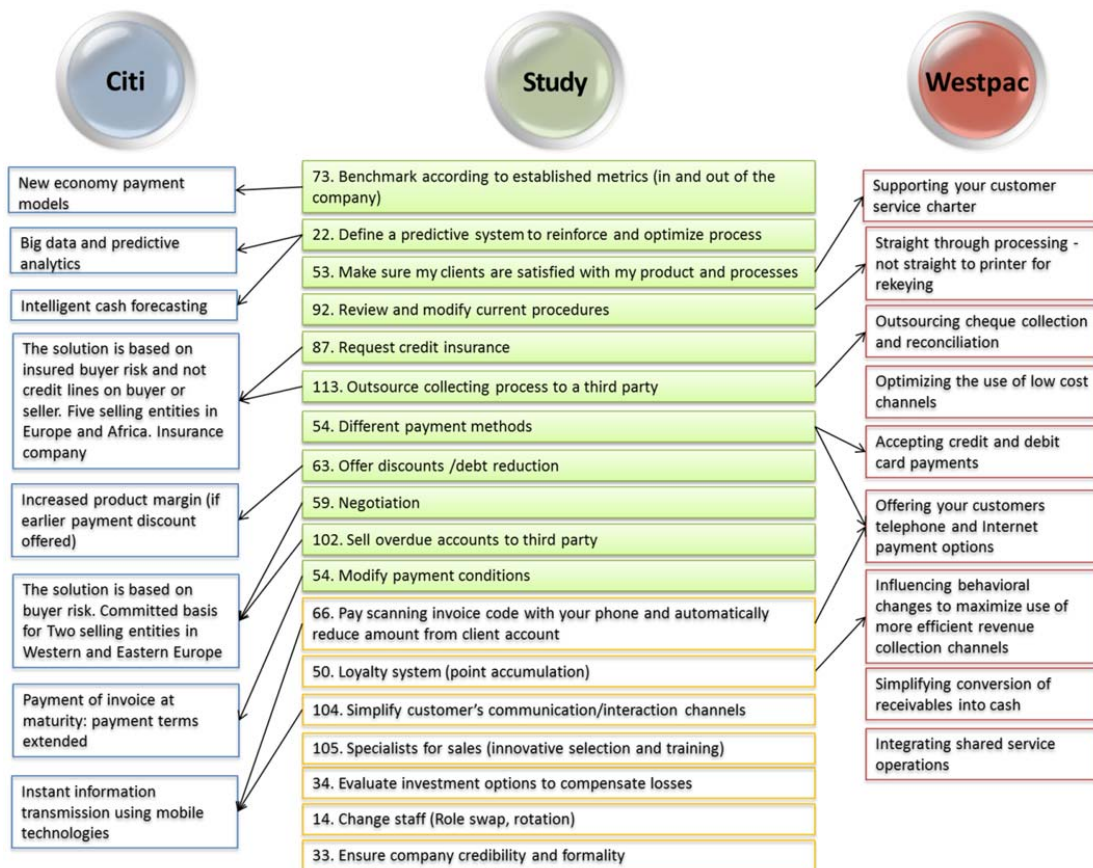 Citi
Study
Westpac
New economy payment
models
Big data and predictive
analytics
Intelligent cash forecasting
The solution is based on
insured buyer risk and not
credit lines on buyer or
seller. Five selling entities in
Europe and Africa. Insurance
company
Increased product margin (if
earlier payment discount
offered)
The solution is based on
buyer risk. Committed basis
for Two selling entities in
Western and Eastern Europe
Payment of invoice at
maturity: payment terms
extended
Instant information
transmission using mobile
technologies
73. Benchmark according to established metrics (in and out of the
company)
22. Define a predictive system to reinforce and optimize process
53. Make sure my clients are satisfied with my product and processes
92. Review and modify current procedures
87. Request credit insurance
113. Outsource collecting process to a third party
54. Different payment methods
63. Offer discounts /debt reduction
59. Negotiation
102. Sell overdue accounts to third party
54. Modify payment conditions
66. Pay scanning invoice code with your phone and automatically
reduce amount from client account
50. Loyalty system (point accumulation)
104. Simplify customer's communication/interaction channels
105. Specialists for sales (innovative selection and training)
34. Evaluate investment options to compensate losses
14. Change staff (Role swap, rotation)
33. Ensure company credibility and formality
Supporting your customer
service charter
Straight through processing -
not straight to printer for
rekeying
Outsourcing cheque collection
and reconciliation
Optimizing the use of low cost
channels
Accepting credit and debit
card payments
Offering your customers
telephone and Internet
payment options
Influencing behavioral
changes to maximize use of
more efficient revenue
collection channels
Simplifying conversion of
receivables into cash
Integrating shared service
operations